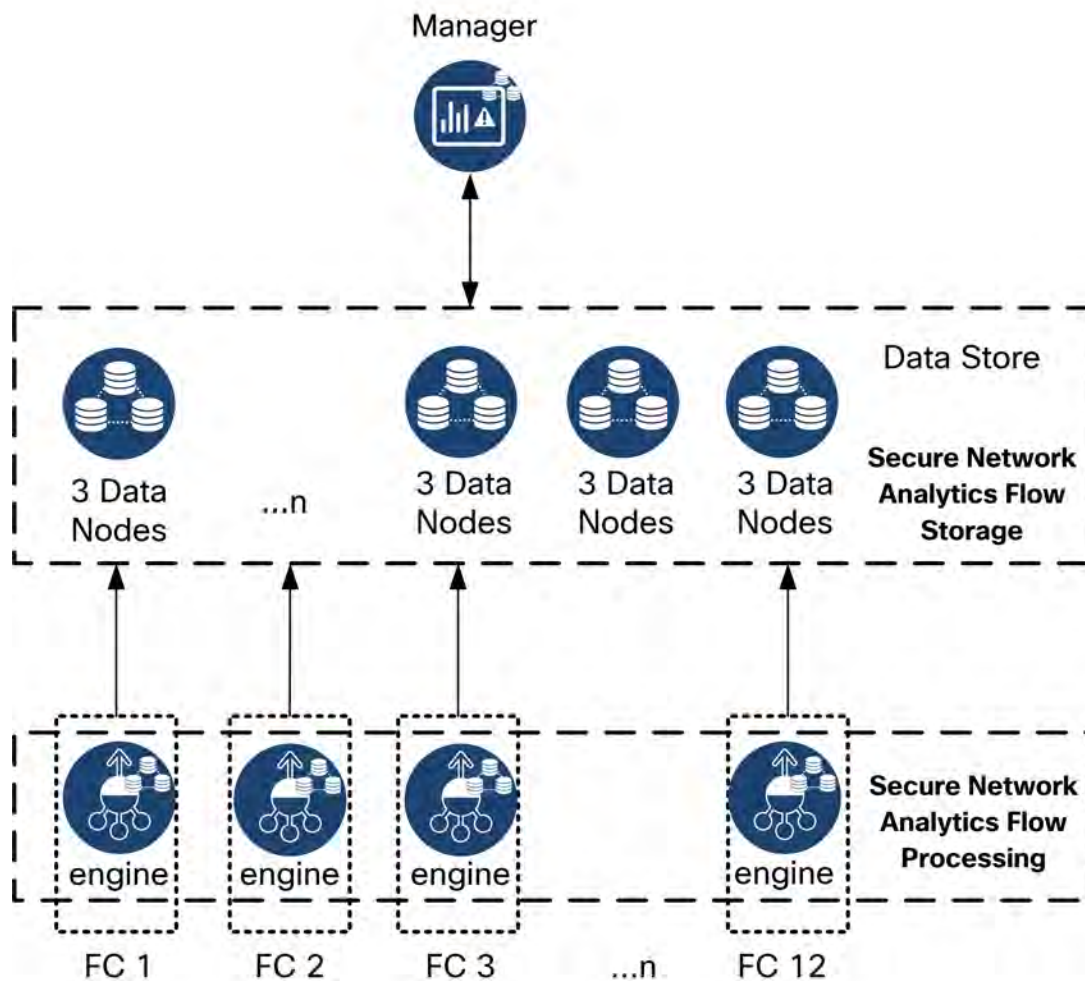 Manager
Data Store
3 Data
Nodes
...n
3 Data
Nodes
3 Data
Nodes
3 Data
Nodes
Secure Network
Analytics Flow
Storage
engine
engine
engine
engine
Secure Network
Analytics Flow
Processing
FC 1
FC 2
FC 3
...n
FC 12